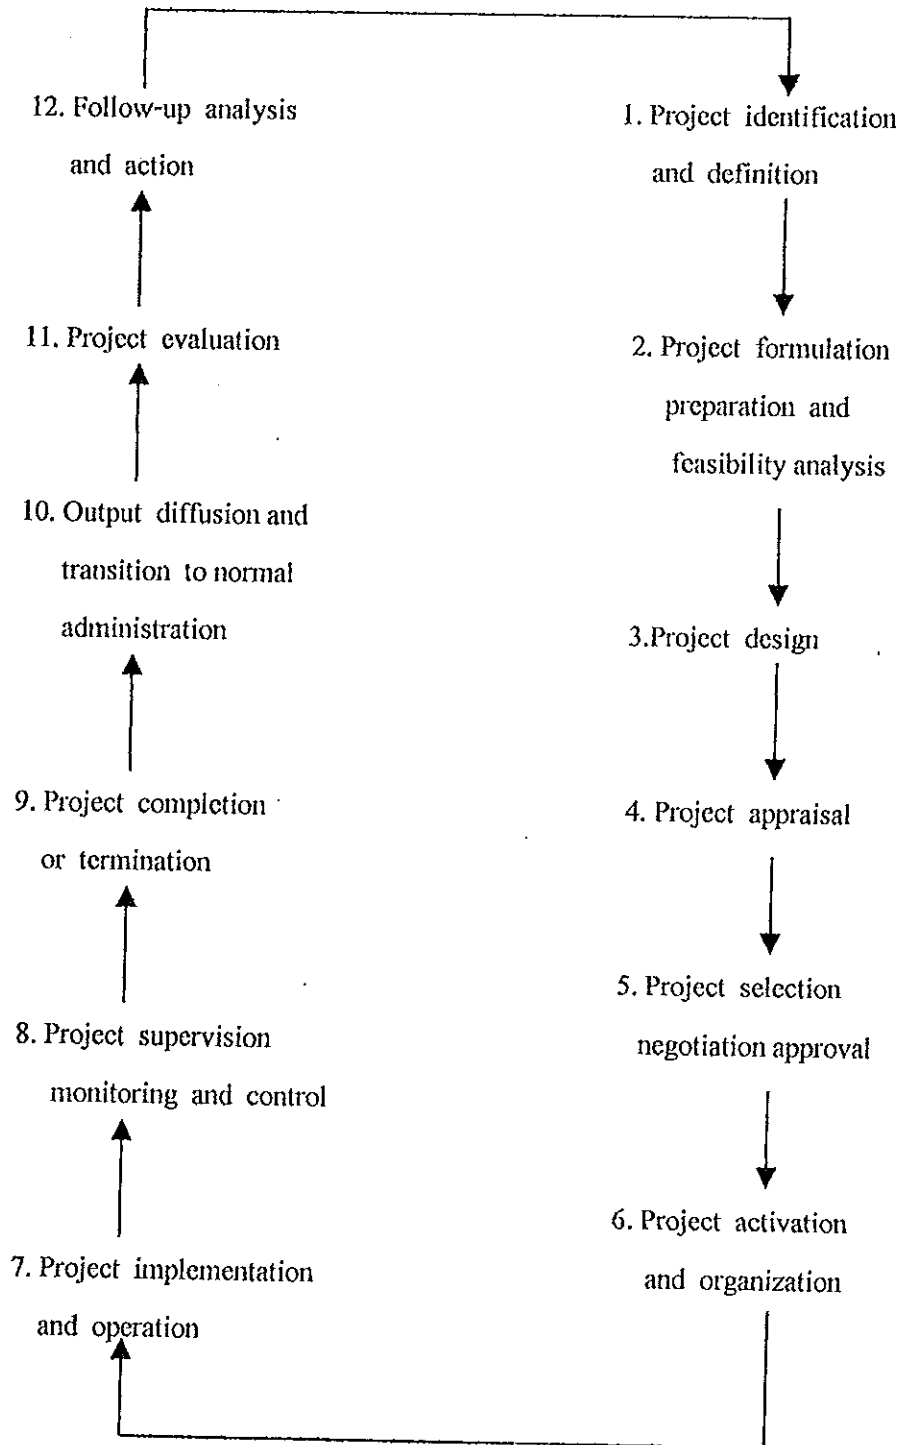 1. Project identification
and definition
2. Project formulation
preparation and
feasibility analysis
3.Project design
4. Project appraisal
5. Project selection
negotiation approval
6. Project activation
and organization
7. Project implementation
and operation
8. Project supervision
monitoring and control
9. Project completion
or termination
10. Output diffusion and
transition to normal
administration
11. Project evaluation
12. Follow-up analysis
and action